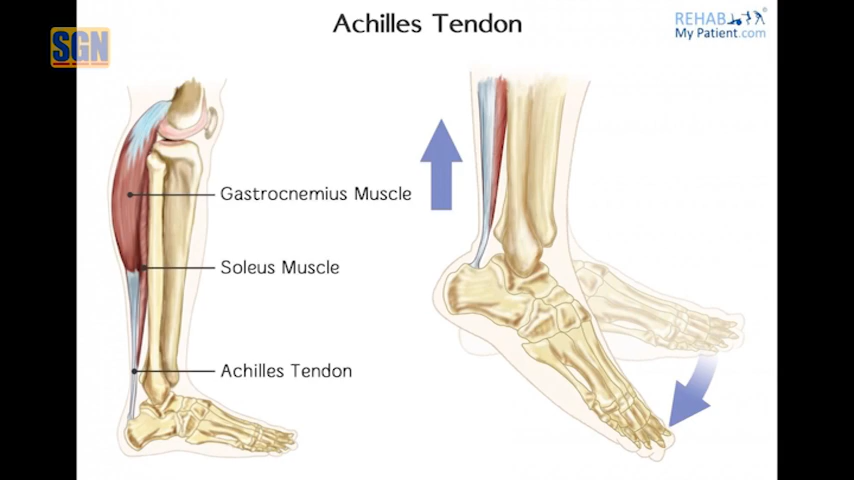 Achilles Tendon
SGN
REHAB
My Patient.com
Gastrocnemius Muscle
Soleus Muscle
Achilles Tendon